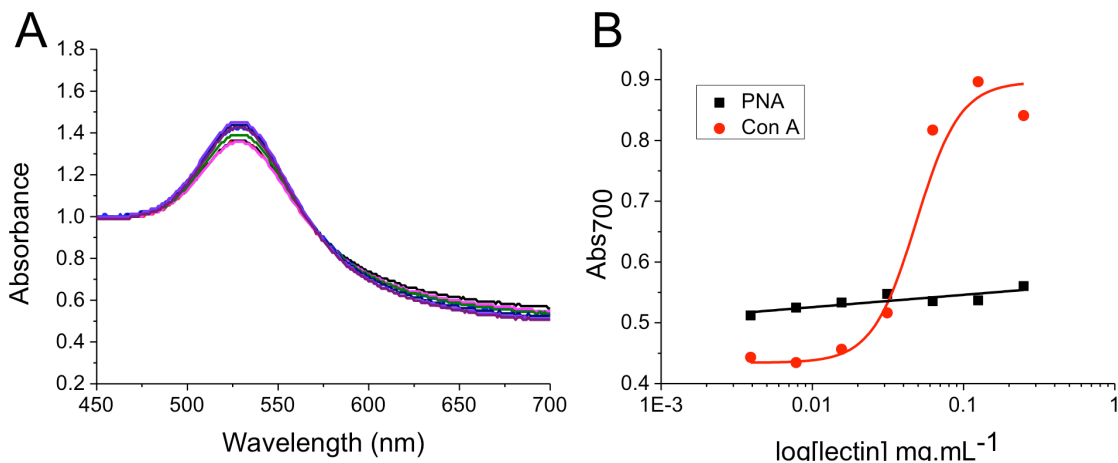 A
1.8
1.6
1.4
1.2
1.0
0.8
0.6
0.4
0.2
Absorbance
450 500 550 600 650 700
Wavelength (nm)
B
0.9
0.8
0.7
0.6
0.5
0.4
Abs700
PNA
Con A
1E-3 0.01 0.1 1
log[lectin] mg.mL-1